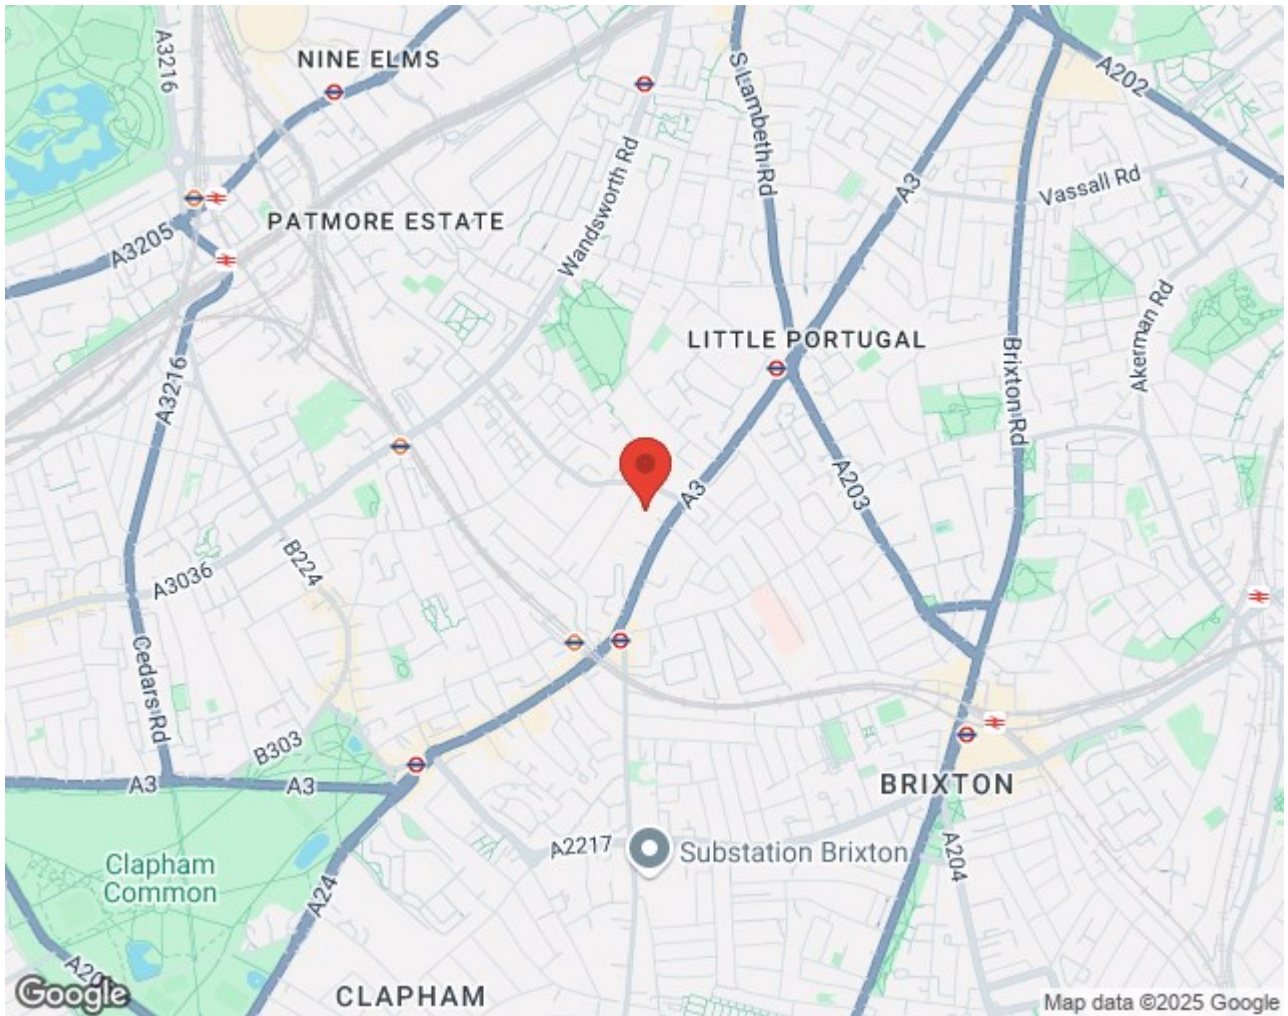 A3216
NINE ELMS
S Lambeth Rd
A202
Wandsworth Rd
A3
Vassall Rd
PATMORE ESTATE
A3205
Akerman Rd
LITTLE PORTUGAL
Brixton Rd
A3216
A203
A3
B224
A3036
Cedars Rd
B303
A3
A3
BRIXTON
A2217
Substation Brixton
A204
Clapham
Common
A24
CLAPHAM
Google
Map data ©2025 Google